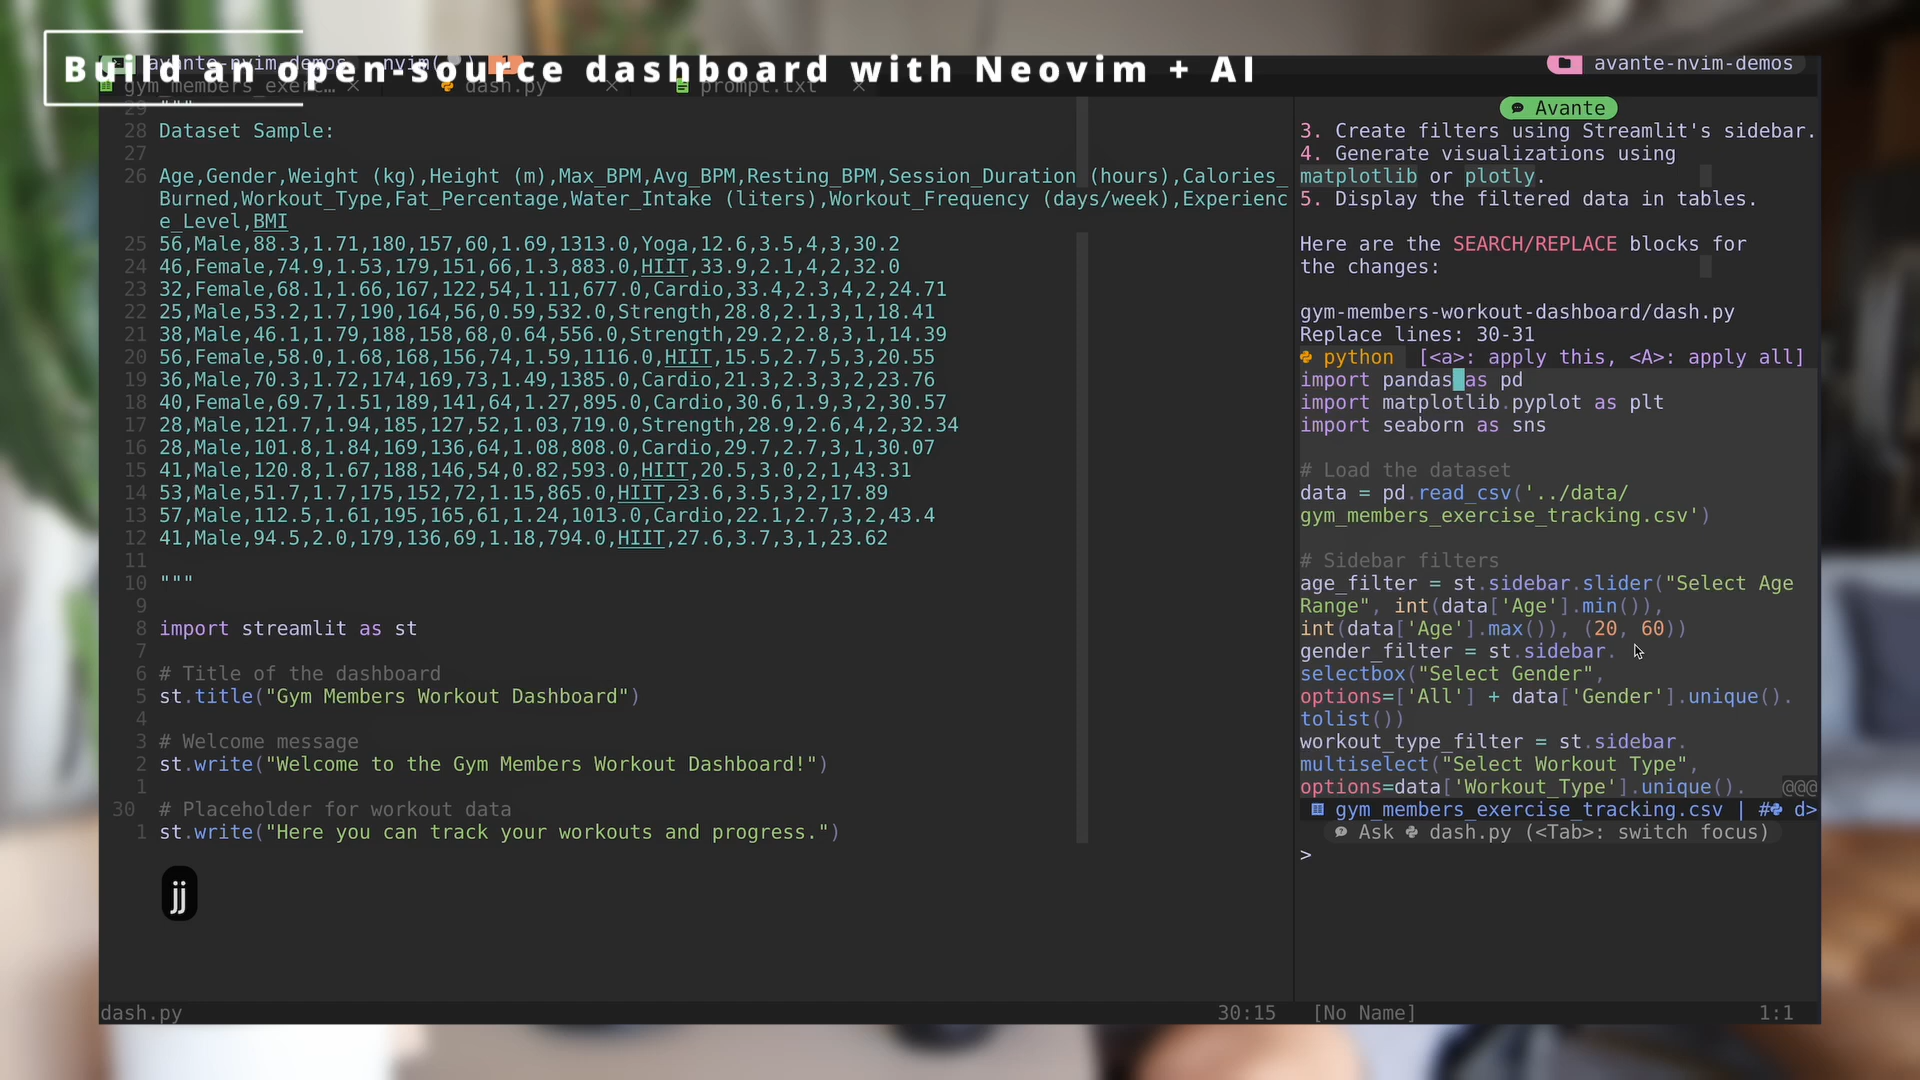 Build an open-source dashboard with Neovim + AI
avante-nvim-demos nvim
avante-nvim-demos
gym_members_exerc… × dash.py × prompt.txt ×
29 """
28 Dataset Sample:
27
26 Age,Gender,Weight (kg),Height (m),Max_BPM,Avg_BPM,Resting_BPM,Session_Duration (hours),Calories_
Burned,Workout_Type,Fat_Percentage,Water_Intake (liters),Workout_Frequency (days/week),Experienc
e_Level,BMI
25 56,Male,88.3,1.71,180,157,60,1.69,1313.0,Yoga,12.6,3.5,4,3,30.2
24 46,Female,74.9,1.53,179,151,66,1.3,883.0,HIIT,33.9,2.1,4,2,32.0
23 32,Female,68.1,1.66,167,122,54,1.11,677.0,Cardio,33.4,2.3,4,2,24.71
22 25,Male,53.2,1.7,190,164,56,0.59,532.0,Strength,28.8,2.1,3,1,18.41
21 38,Male,46.1,1.79,188,158,68,0.64,556.0,Strength,29.2,2.8,3,1,14.39
20 56,Female,58.0,1.68,168,156,74,1.59,1116.0,HIIT,15.5,2.7,5,3,20.55
19 36,Male,70.3,1.72,174,169,73,1.49,1385.0,Cardio,21.3,2.3,3,2,23.76
18 40,Female,69.7,1.51,189,141,64,1.27,895.0,Cardio,30.6,1.9,3,2,30.57
17 28,Male,121.7,1.94,185,127,52,1.03,719.0,Strength,28.9,2.6,4,2,32.34
16 28,Male,101.8,1.84,169,136,64,1.08,808.0,Cardio,29.7,2.7,3,1,30.07
15 41,Male,120.8,1.67,188,146,54,0.82,593.0,HIIT,20.5,3.0,2,1,43.31
14 53,Male,51.7,1.7,175,152,72,1.15,865.0,HIIT,23.6,3.5,3,2,17.89
13 57,Male,112.5,1.61,195,165,61,1.24,1013.0,Cardio,22.1,2.7,3,2,43.4
12 41,Male,94.5,2.0,179,136,69,1.18,794.0,HIIT,27.6,3.7,3,1,23.62
11
10 """
9
8 import streamlit as st
7
6 # Title of the dashboard
5 st.title("Gym Members Workout Dashboard")
4
3 # Welcome message
2 st.write("Welcome to the Gym Members Workout Dashboard!")
1
30 # Placeholder for workout data
1 st.write("Here you can track your workouts and progress.")
jj
dash.py 30:15
Avante
3. Create filters using Streamlit's sidebar.
4. Generate visualizations using
matplotlib or plotly.
5. Display the filtered data in tables.
Here are the SEARCH/REPLACE blocks for
the changes:
gym-members-workout-dashboard/dash.py
Replace lines: 30-31
python [<a>: apply this, <A>: apply all]
import pandas as pd
import matplotlib.pyplot as plt
import seaborn as sns
# Load the dataset
data = pd.read_csv('../data/
gym_members_exercise_tracking.csv')
# Sidebar filters
age_filter = st.sidebar.slider("Select Age
Range", int(data['Age'].min()),
int(data['Age'].max()), (20, 60))
gender_filter = st.sidebar.
selectbox("Select Gender",
options=['All'] + data['Gender'].unique().
tolist())
workout_type_filter = st.sidebar.
multiselect("Select Workout Type",
options=data['Workout_Type'].unique(). @@@
gym_members_exercise_tracking.csv | # d>
Ask dash.py (<Tab>: switch focus)
>
[No Name] 1:1